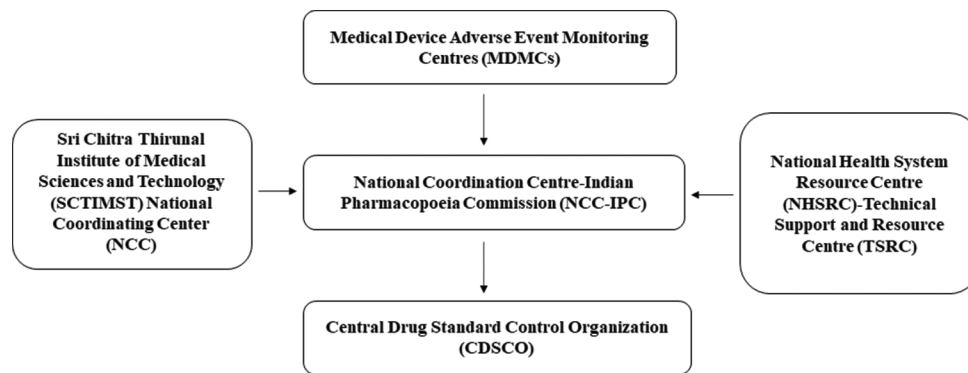 Medical Device Adverse Event Monitoring
Centres (MDMCs)
Sri Chitra Thirunal
Institute of Medical
Sciences and Technology
(SCTIMST) National
Coordinating Center
(NCC)
National Coordination Centre-Indian
Pharmacopoeia Commission (NCC-IPC)
National Health System
Resource Centre
(NHSRC)-Technical
Support and Resource
Centre (TSRC)
Central Drug Standard Control Organization
(CDSCO)